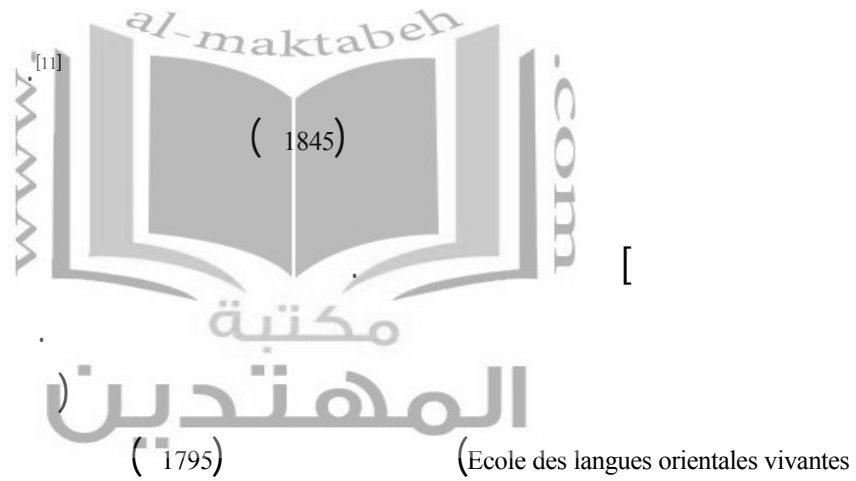 al-maktabeh
[11]
.
www.
.com
( 1845)
[
.
مكتبة
.
)
المهتدين
( 1795) (Ecole des langues orientales vivantes